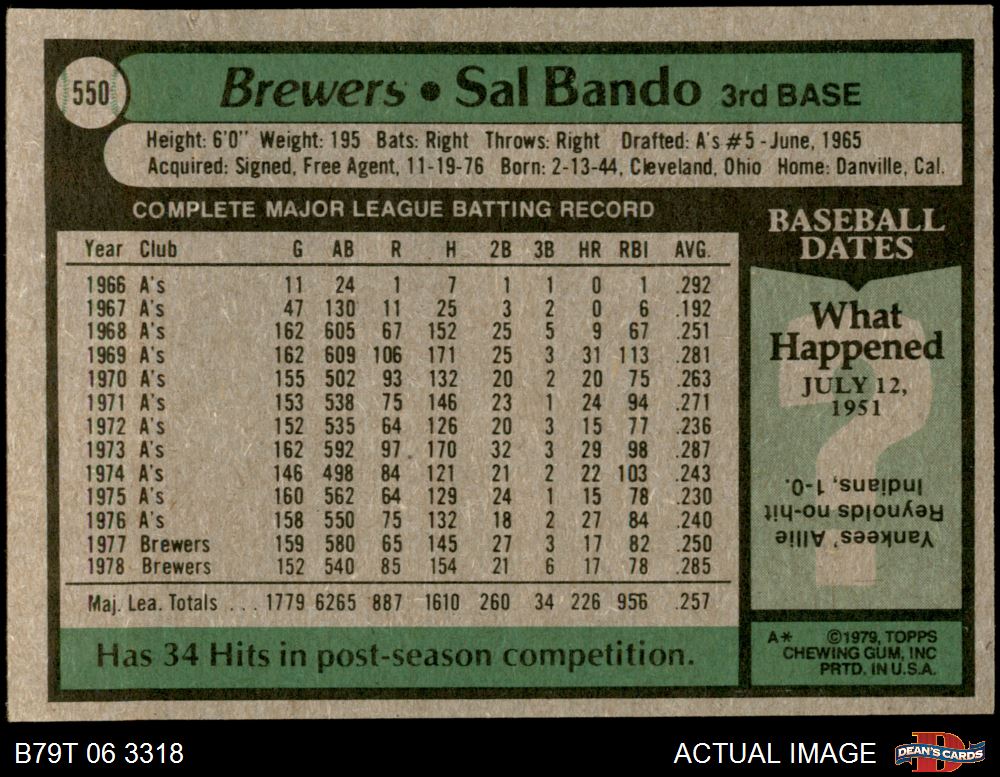 550
Brewers • Sal Bando 3rd BASE
Height: 6'0" Weight: 195 Bats: Right Throws: Right Drafted: A's #5 - June, 1965
Acquired: Signed, Free Agent, 11-19-76 Born: 2-13-44, Cleveland, Ohio Home: Danville, Cal.
COMPLETE MAJOR LEAGUE BATTING RECORD
Year Club G AB R H 2B 3B HR RBI AVG.
1966 A's 11 24 1 7 1 1 0 1 .292
1967 A's 47 130 11 25 3 2 0 6 .192
1968 A's 162 605 67 152 25 5 9 67 .251
1969 A's 162 609 106 171 25 3 31 113 .281
1970 A's 155 502 93 132 20 2 20 75 .263
1971 A's 153 538 75 146 23 1 24 94 .271
1972 A's 152 535 64 126 20 3 15 77 .236
1973 A's 162 592 97 170 32 3 29 98 .287
1974 A's 146 498 84 121 21 2 22 103 .243
1975 A's 160 562 64 129 24 1 15 78 .230
1976 A's 158 550 75 132 18 2 27 84 .240
1977 Brewers 159 580 65 145 27 3 17 82 .250
1978 Brewers 152 540 85 154 21 6 17 78 .285
Maj. Lea. Totals ... 1779 6265 887 1610 260 34 226 956 .257
Has 34 Hits in post-season competition.
BASEBALL
DATES
What
Happened
JULY 12,
1951
?
Yankees' Allie
Reynolds no-hit
Indians, 1-0.
A* ©1979, TOPPS
CHEWING GUM, INC
PRTD. IN U.S.A.
B79T 06 3318
ACTUAL IMAGE
D
DEAN'S CARDS